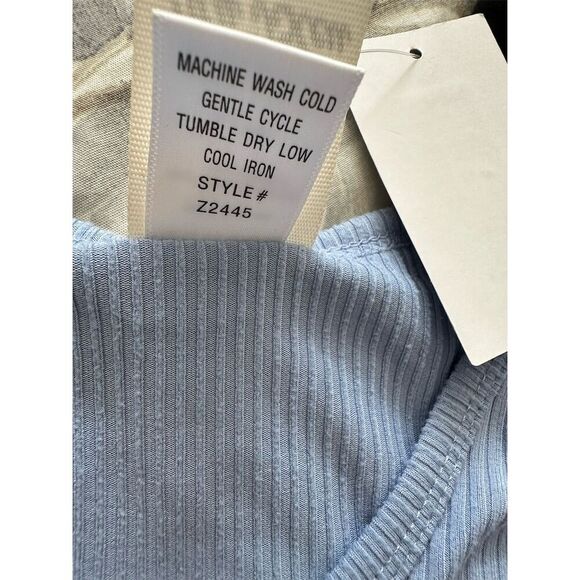 MACHINE WASH COLD
GENTLE CYCLE
TUMBLE DRY LOW
COOL IRON
STYLE#
Z2445